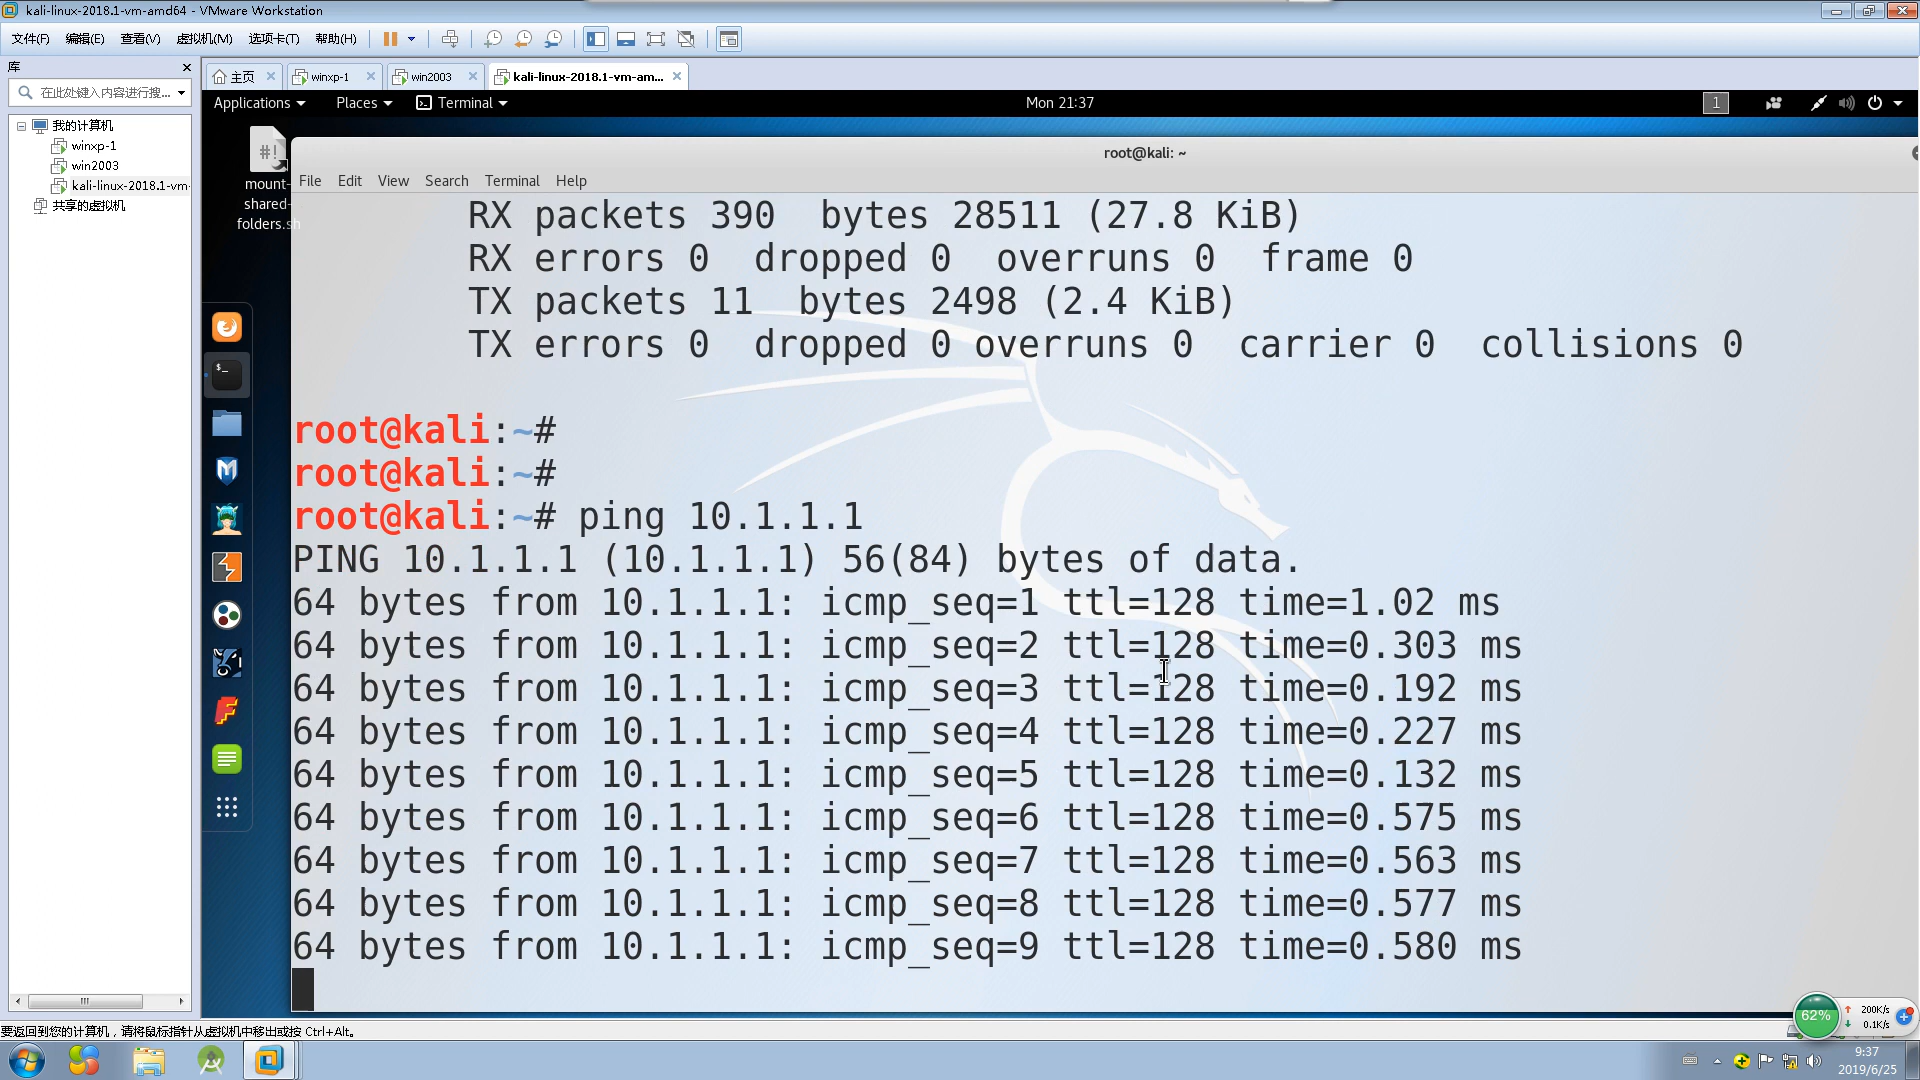 kali-linux-2018.1-vm-amd64 - VMware Workstation
文件(F) 编辑(E) 查看(V) 虚拟机(M) 选项卡(T) 帮助(H)
库
在此处键入内容进行搜...
我的计算机
winxp-1
win2003
kali-linux-2018.1-vm-
共享的虚拟机
主页 winxp-1 win2003 kali-linux-2018.1-vm-am...
Applications Places Terminal Mon 21:37 1
#!
mount-
shared-
folders.sh
root@kali: ~
File Edit View Search Terminal Help
RX packets 390 bytes 28511 (27.8 KiB)
RX errors 0 dropped 0 overruns 0 frame 0
TX packets 11 bytes 2498 (2.4 KiB)
TX errors 0 dropped 0 overruns 0 carrier 0 collisions 0
root@kali:~#
root@kali:~#
root@kali:~# ping 10.1.1.1
PING 10.1.1.1 (10.1.1.1) 56(84) bytes of data.
64 bytes from 10.1.1.1: icmp_seq=1 ttl=128 time=1.02 ms
64 bytes from 10.1.1.1: icmp_seq=2 ttl=128 time=0.303 ms
64 bytes from 10.1.1.1: icmp_seq=3 ttl=128 time=0.192 ms
64 bytes from 10.1.1.1: icmp_seq=4 ttl=128 time=0.227 ms
64 bytes from 10.1.1.1: icmp_seq=5 ttl=128 time=0.132 ms
64 bytes from 10.1.1.1: icmp_seq=6 ttl=128 time=0.575 ms
64 bytes from 10.1.1.1: icmp_seq=7 ttl=128 time=0.563 ms
64 bytes from 10.1.1.1: icmp_seq=8 ttl=128 time=0.577 ms
64 bytes from 10.1.1.1: icmp_seq=9 ttl=128 time=0.580 ms
62% 200K/s
0.1K/s
要返回到您的计算机，请将鼠标指针从虚拟机中移出或按 Ctrl+Alt。
9:37
2019/6/25